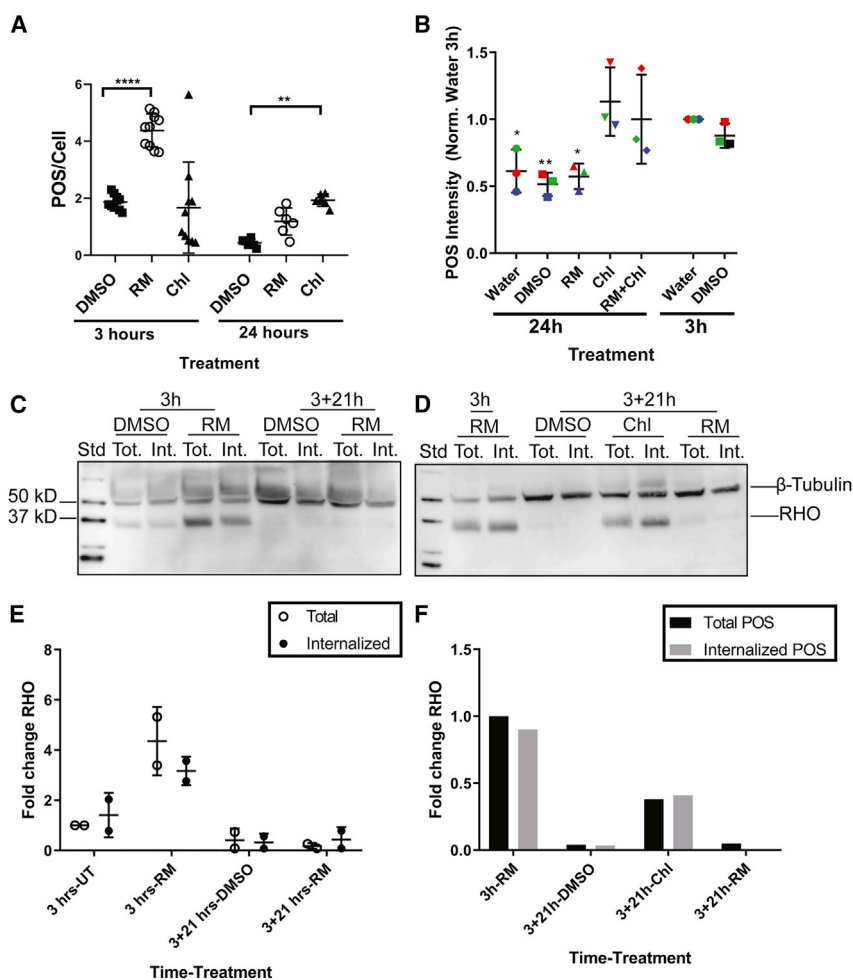 A
POS/Cell
6
4
2
0
****
**
DMSO
RM
Chl
DMSO
RM
Chl
3 hours
24 hours
Treatment
B
POS Intensity (Norm. Water 3h)
1.5
1.0
0.5
0.0
*
**
*
Water
DMSO
RM
Chl
RM+Chl
Water
DMSO
24h
3h
Treatment
C
3h 3+21h
DMSO RM DMSO RM
Std Tot. Int. Tot. Int. Tot. Int. Tot. Int.
50 kD
37 kD
D
3h 3+21h
RM DMSO Chl RM
Std Tot. Int. Tot. Int. Tot. Int. Tot. Int.
β-Tubulin
RHO
E
Total
Internalized
Fold change RHO
8
6
4
2
0
3 hrs-UT
3 hrs-RM
3+21 hrs-DMSO
3+21 hrs-RM
Time-Treatment
F
Total POS
Internalized POS
Fold change RHO
1.5
1.0
0.5
0.0
3h-RM
3+21h-DMSO
3+21h-Chl
3+21h-RM
Time-Treatment